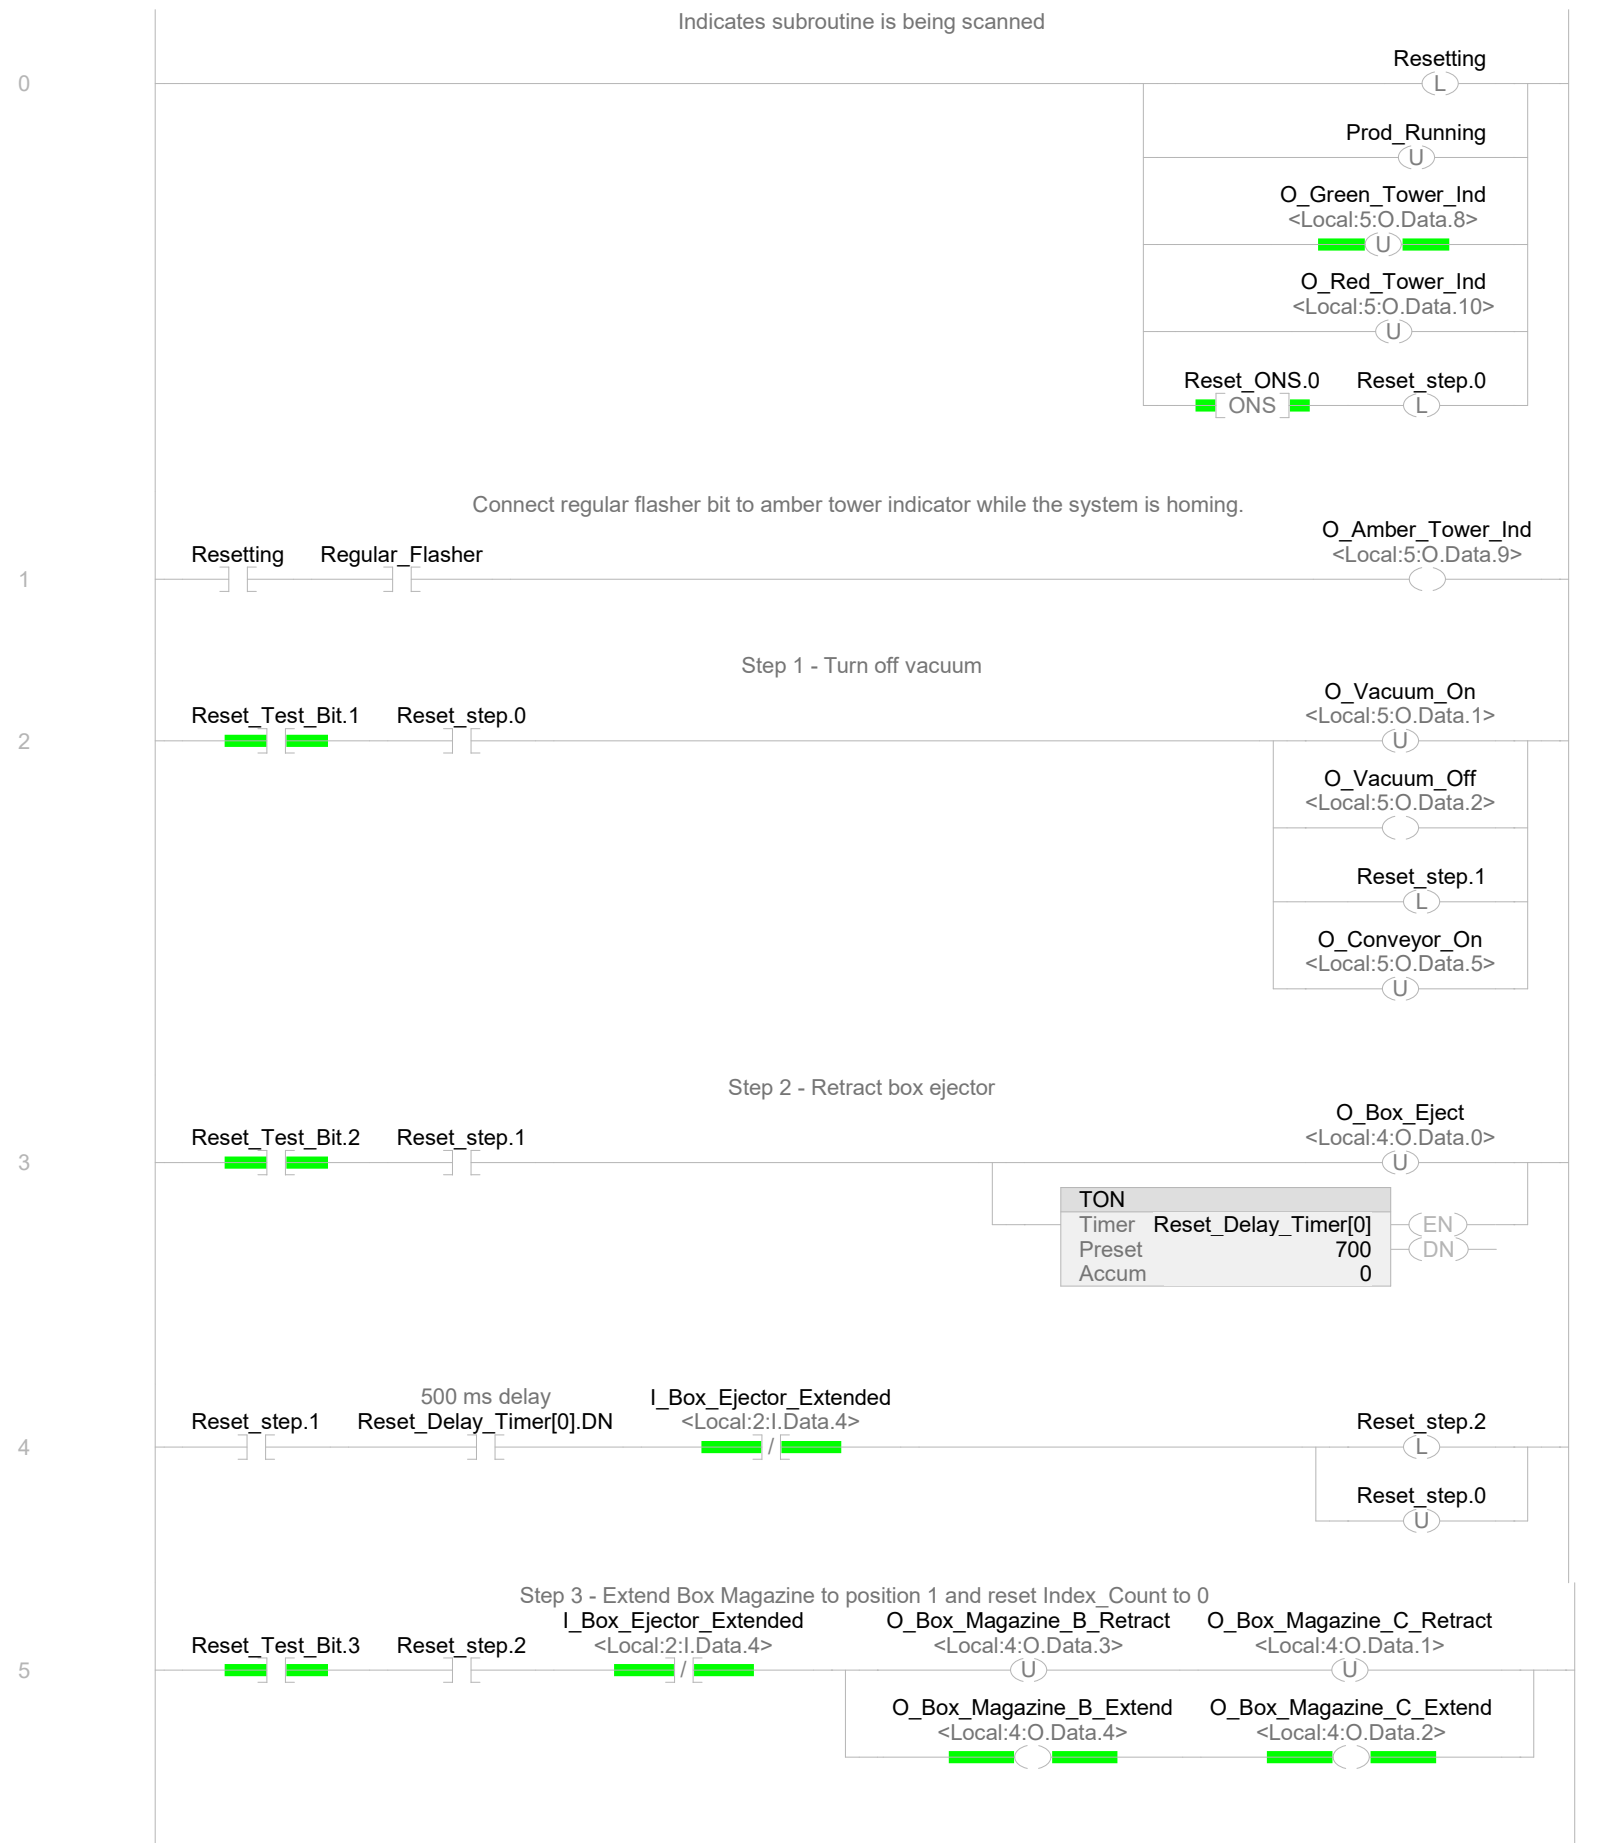 Indicates subroutine is being scanned
Resetting
0
L
Prod_Running
U
O_Green_Tower_Ind
<Local:5:O.Data.8>
U
O_Red_Tower_Ind
<Local:5:O.Data.10>
U
Reset_ONS.0 Reset_step.0
ONS L
Connect regular flasher bit to amber tower indicator while the system is homing.
O_Amber_Tower_Ind
Resetting Regular_Flasher <Local:5:O.Data.9>
1
Step 1 - Turn off vacuum
O_Vacuum_On
Reset_Test_Bit.1 Reset_step.0 <Local:5:O.Data.1>
2 U
O_Vacuum_Off
<Local:5:O.Data.2>
Reset_step.1
L
O_Conveyor_On
<Local:5:O.Data.5>
U
Step 2 - Retract box ejector
O_Box_Eject
Reset_Test_Bit.2 Reset_step.1 <Local:4:O.Data.0>
3 U
TON
Timer Reset_Delay_Timer[0] EN
Preset 700 DN
Accum 0
500 ms delay I_Box_Ejector_Extended
Reset_step.1 Reset_Delay_Timer[0].DN <Local:2:I.Data.4> Reset_step.2
4 / L
Reset_step.0
U
Step 3 - Extend Box Magazine to position 1 and reset Index_Count to 0
I_Box_Ejector_Extended O_Box_Magazine_B_Retract O_Box_Magazine_C_Retract
Reset_Test_Bit.3 Reset_step.2 <Local:2:I.Data.4> <Local:4:O.Data.3> <Local:4:O.Data.1>
5 / U U
O_Box_Magazine_B_Extend O_Box_Magazine_C_Extend
<Local:4:O.Data.4> <Local:4:O.Data.2>